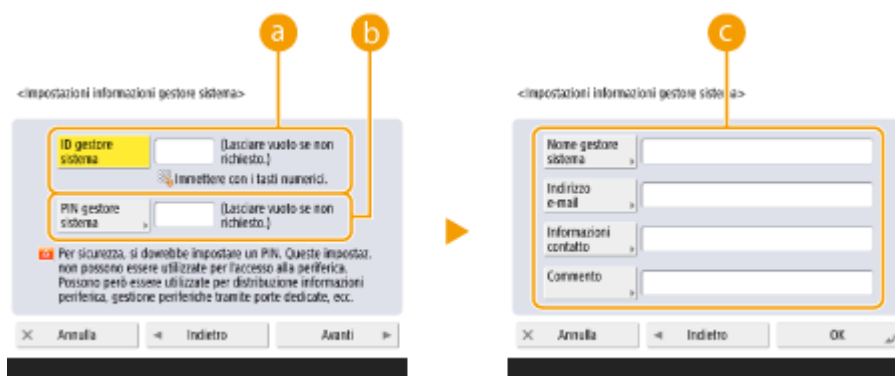 a
b
c
<Impostazioni informazioni gestore sistema>
ID gestore
sistema
(Lasciare vuoto se non
richiesto.)
Immettere con i tasti numerici.
PIN gestore
sistema
(Lasciare vuoto se non
richiesto.)
Per sicurezza, si dovrebbe impostare un PIN. Queste impostaz.
non possono essere utilizzate per l'accesso alla periferica.
Possono però essere utilizzate per distribuzione informazioni
periferica, gestione periferiche tramite porte dedicate, ecc.
Annulla
Indietro
Avanti
<Impostazioni informazioni gestore sistema>
Nome gestore
sistema
Indirizzo
e-mail
Informazioni
contatto
Commento
Annulla
Indietro
OK